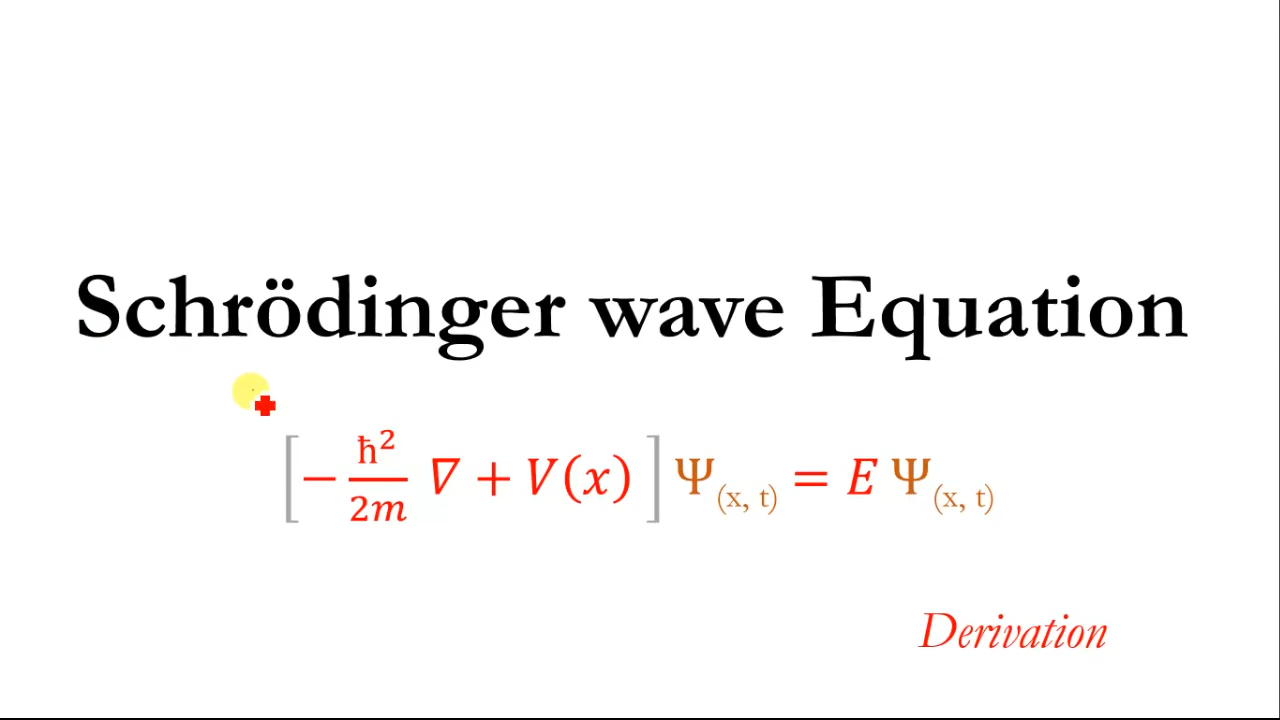 Schrödinger wave Equation
[−ħ²/2m ∇ + V(x)] Ψ(x, t) = E Ψ(x, t)
Derivation